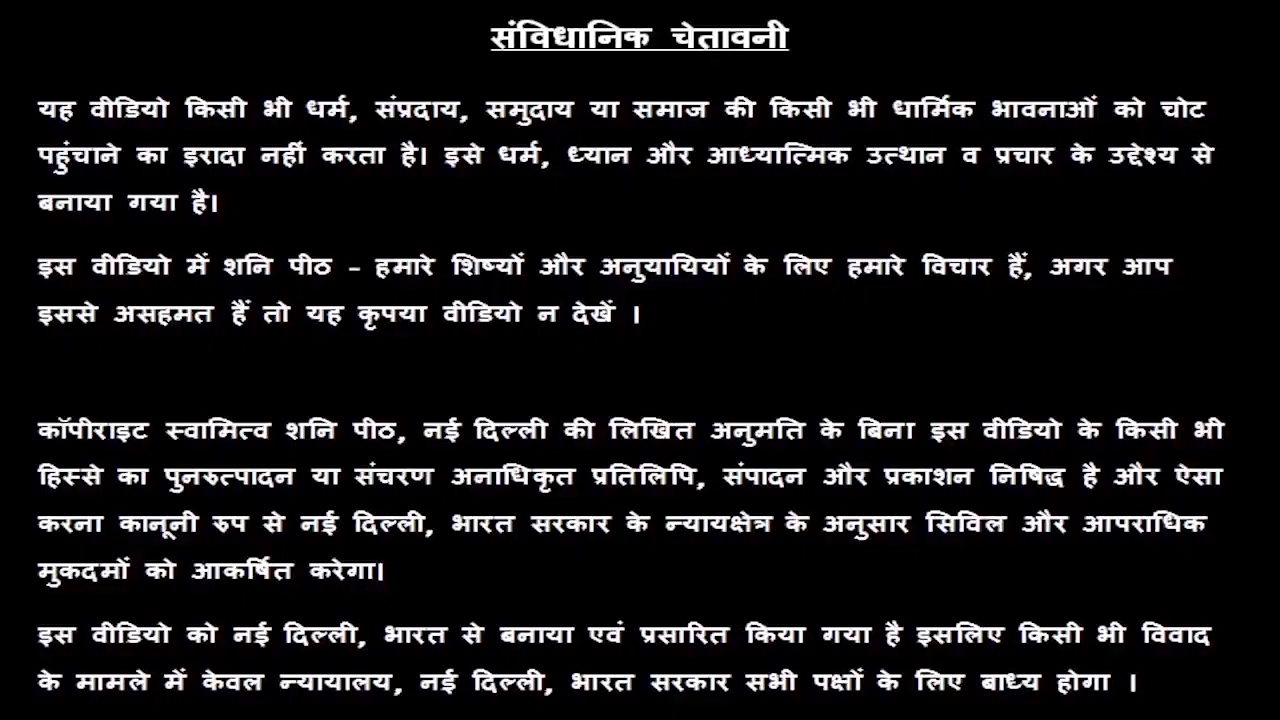 संविधानिक चेतावनी
यह वीडियो किसी भी धर्म, संप्रदाय, समुदाय या समाज की किसी भी धार्मिक भावनाओं को चोट
पहुंचाने का इरादा नहीं करता है। इसे धर्म, ध्यान और आध्यात्मिक उत्थान व प्रचार के उद्देश्य से
बनाया गया है।
इस वीडियो में शनि पीठ – हमारे शिष्यों और अनुयायियों के लिए हमारे विचार हैं, अगर आप
इससे असहमत हैं तो यह कृपया वीडियो न देखें ।
कॉपीराइट स्वामित्व शनि पीठ, नई दिल्ली की लिखित अनुमति के बिना इस वीडियो के किसी भी
हिस्से का पुनरुत्पादन या संचरण अनाधिकृत प्रतिलिपि, संपादन और प्रकाशन निषिद्ध है और ऐसा
करना कानूनी रुप से नई दिल्ली, भारत सरकार के न्यायक्षेत्र के अनुसार सिविल और आपराधिक
मुकदमों को आकर्षित करेगा।
इस वीडियो को नई दिल्ली, भारत से बनाया एवं प्रसारित किया गया है इसलिए किसी भी विवाद
के मामले में केवल न्यायालय, नई दिल्ली, भारत सरकार सभी पक्षों के लिए बाध्य होगा ।